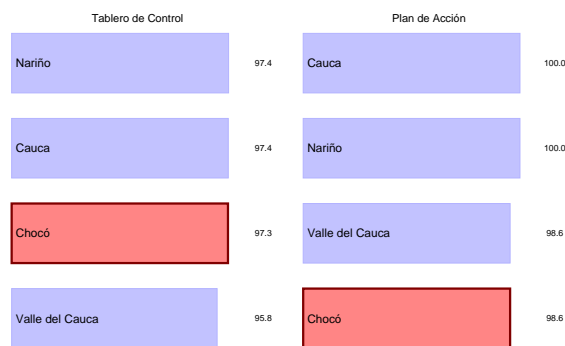 Tablero de Control
Nariño 97.4
Cauca 97.4
Chocó 97.3
Valle del Cauca 95.8
Plan de Acción
Cauca 100.0
Nariño 100.0
Valle del Cauca 98.6
Chocó 98.6